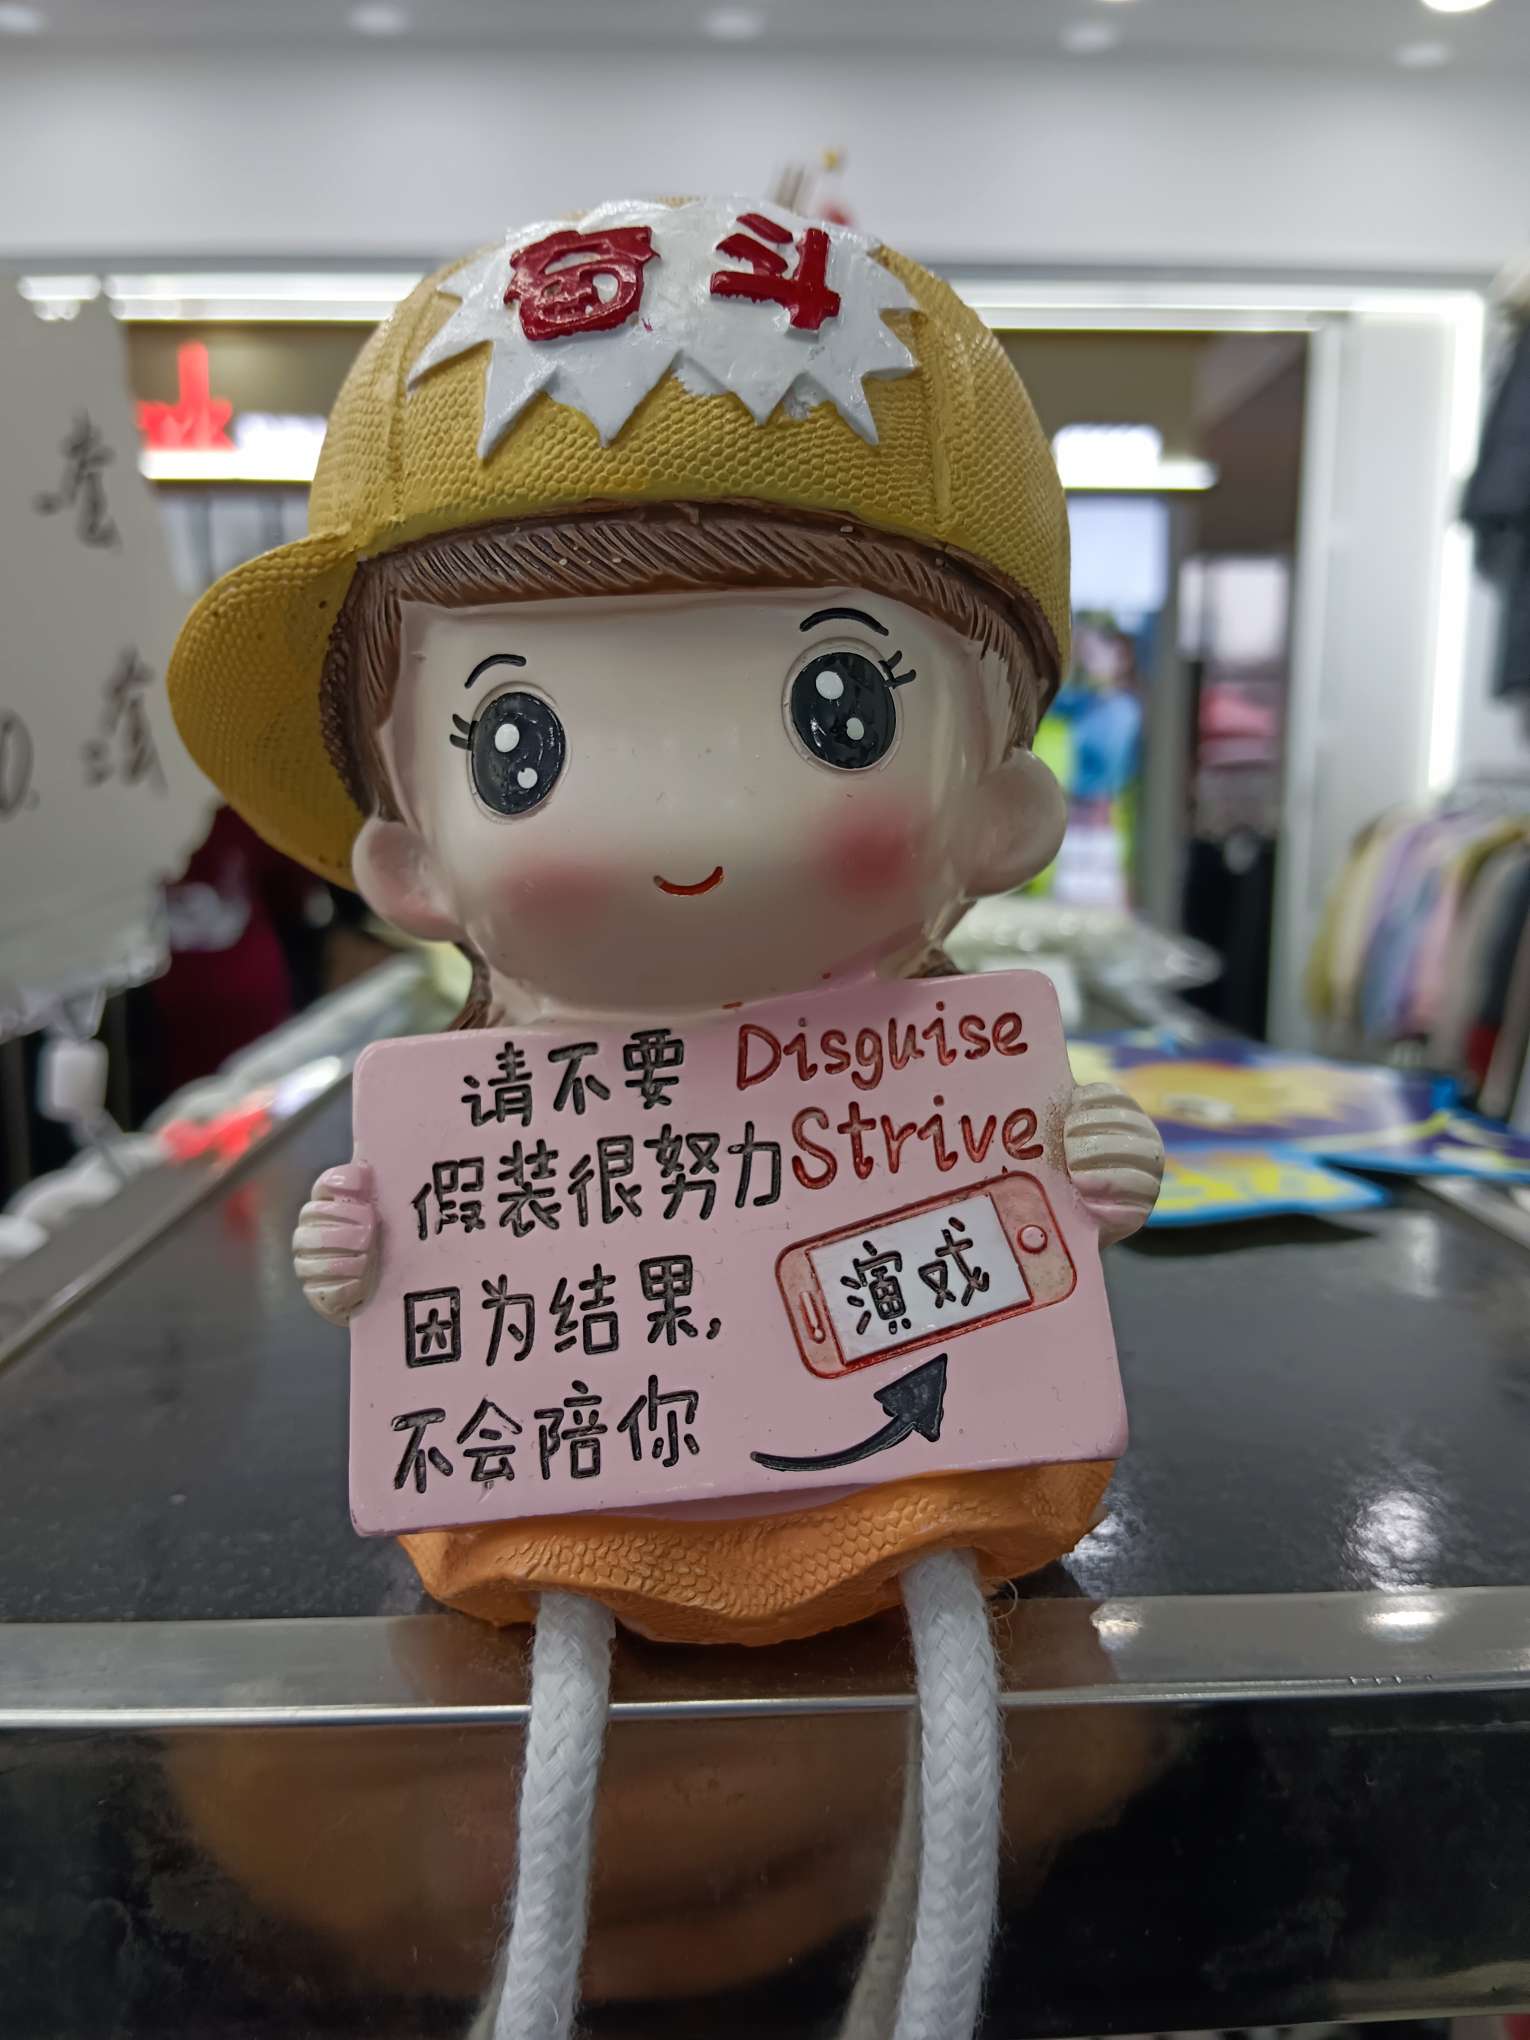 奋斗
请不要 Disguise
假装很努力 Strive
因为结果,
演戏
不会陪你